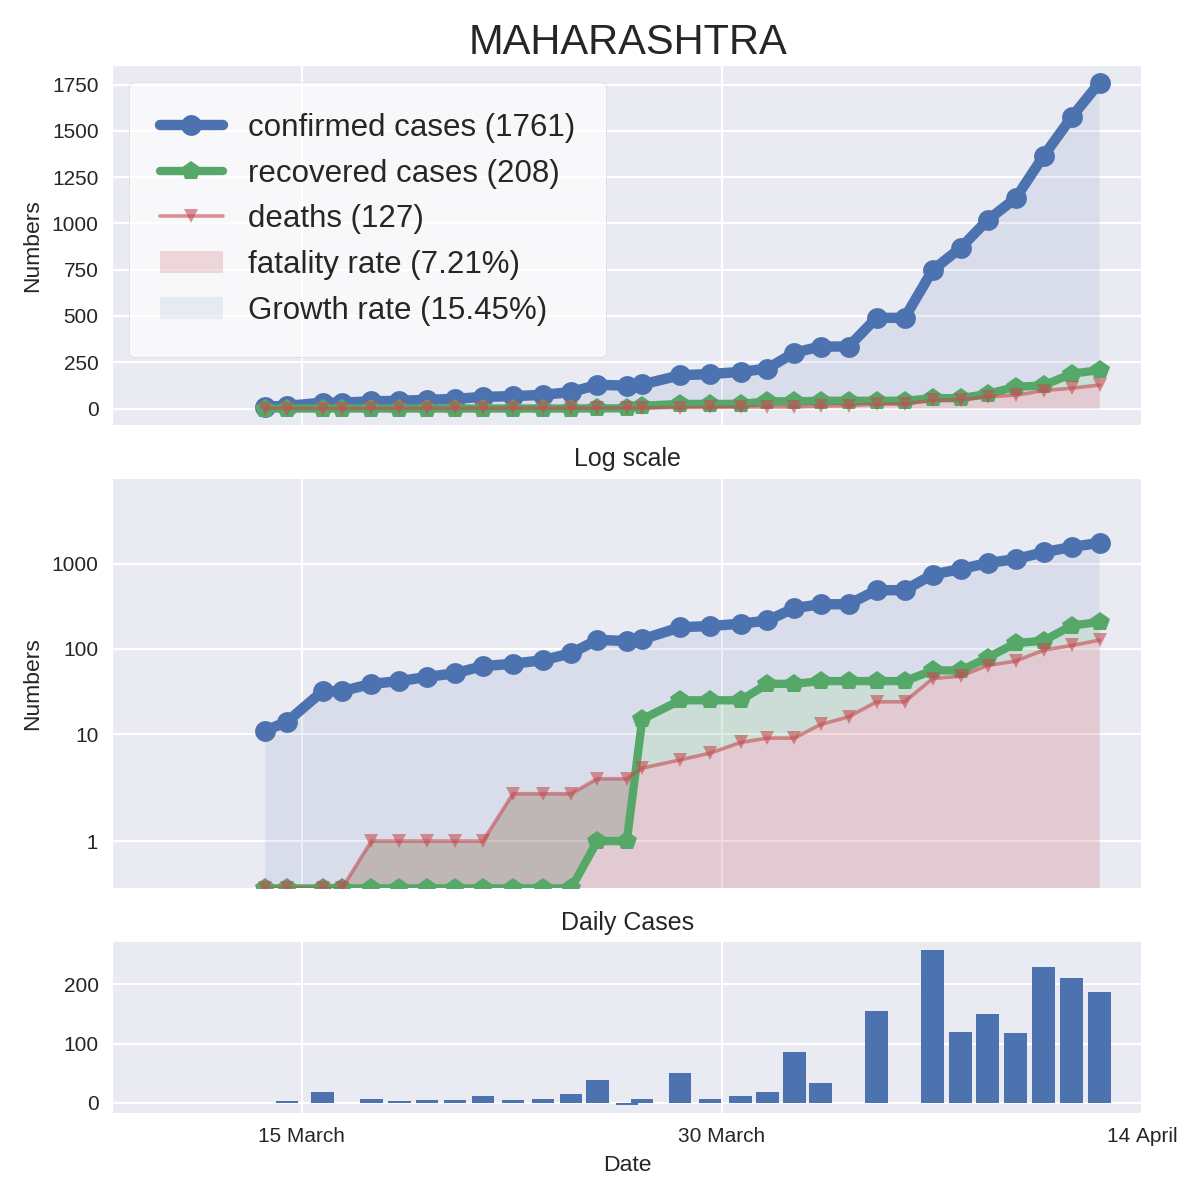 MAHARASHTRA
1750
1500
1250
1000
750
500
250
0
Numbers
confirmed cases (1761)
recovered cases (208)
deaths (127)
fatality rate (7.21%)
Growth rate (15.45%)
Log scale
1000
100
10
1
Numbers
Daily Cases
200
100
0
15 March
30 March
14 April
Date